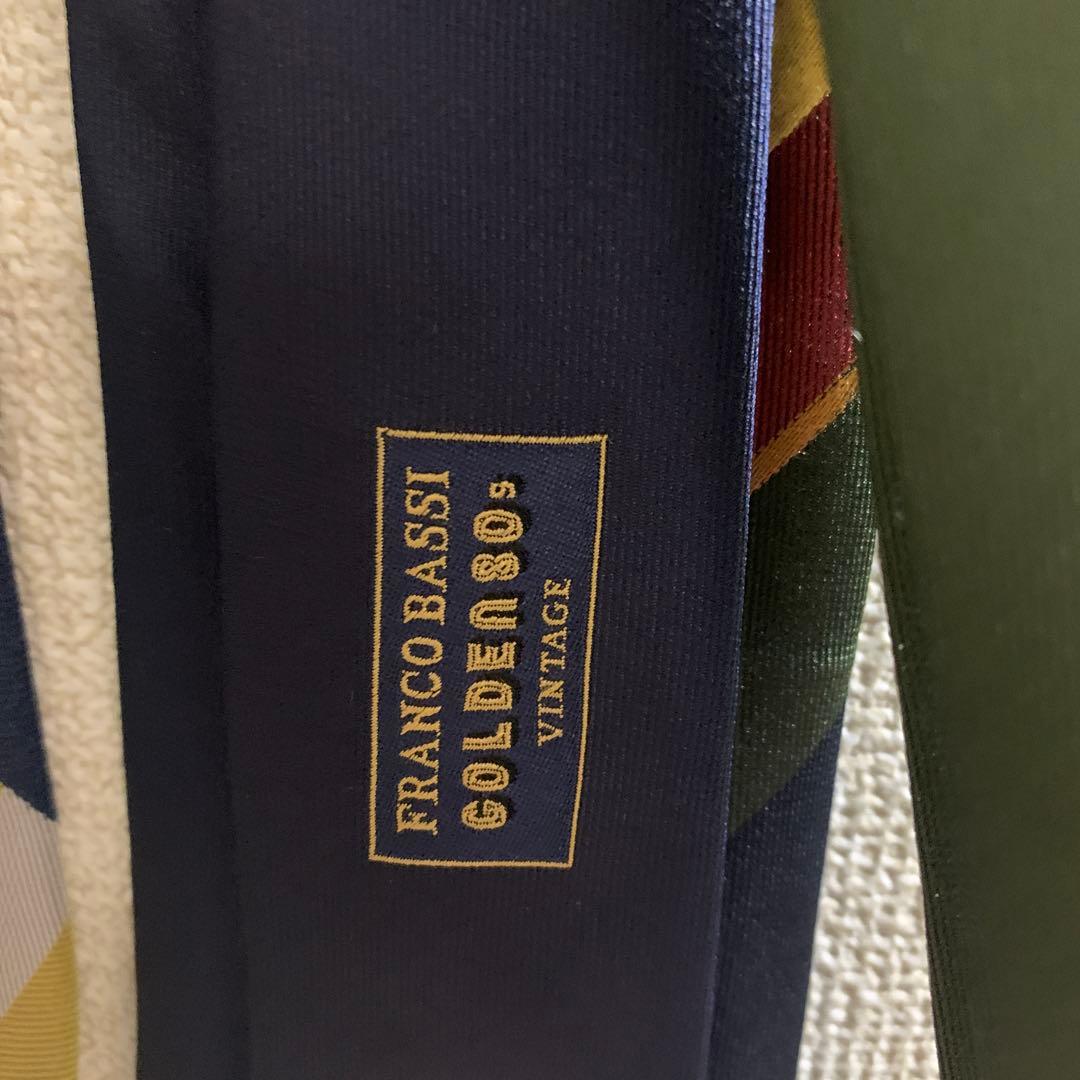 FRANCO BASSI
GOLDEN 80s
VINTAGE